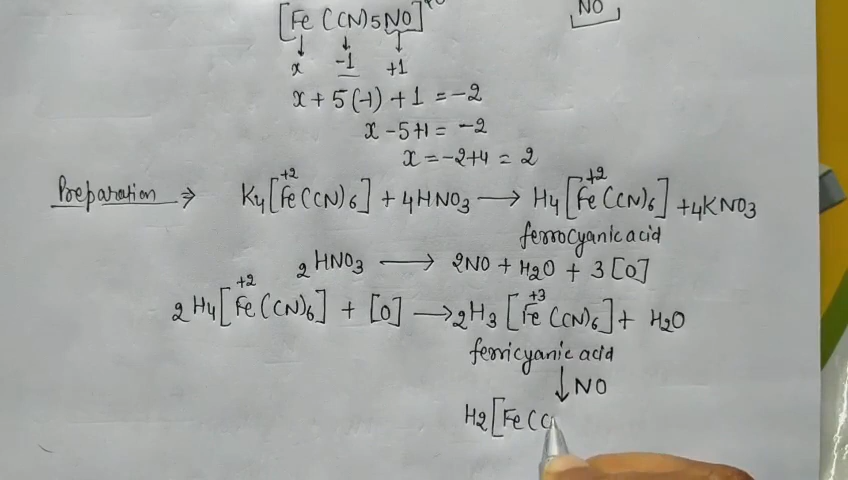 [Fe (CN)5NO]
NO
x -1 +1
x + 5(-1) + 1 = -2
x - 5+1 = -2
x = -2+4 = 2
+2 +2
Preparation → K4[Fe(CN)6] + 4HNO3 → H4[Fe(CN)6] + 4KNO3
ferrocyanic acid
2HNO3 → 2NO + H2O + 3[O]
+2 +3
2H4[Fe(CN)6] + [O] → 2H3[Fe(CN)6] + H2O
ferricyanic acid
↓ NO
H2[Fe(C